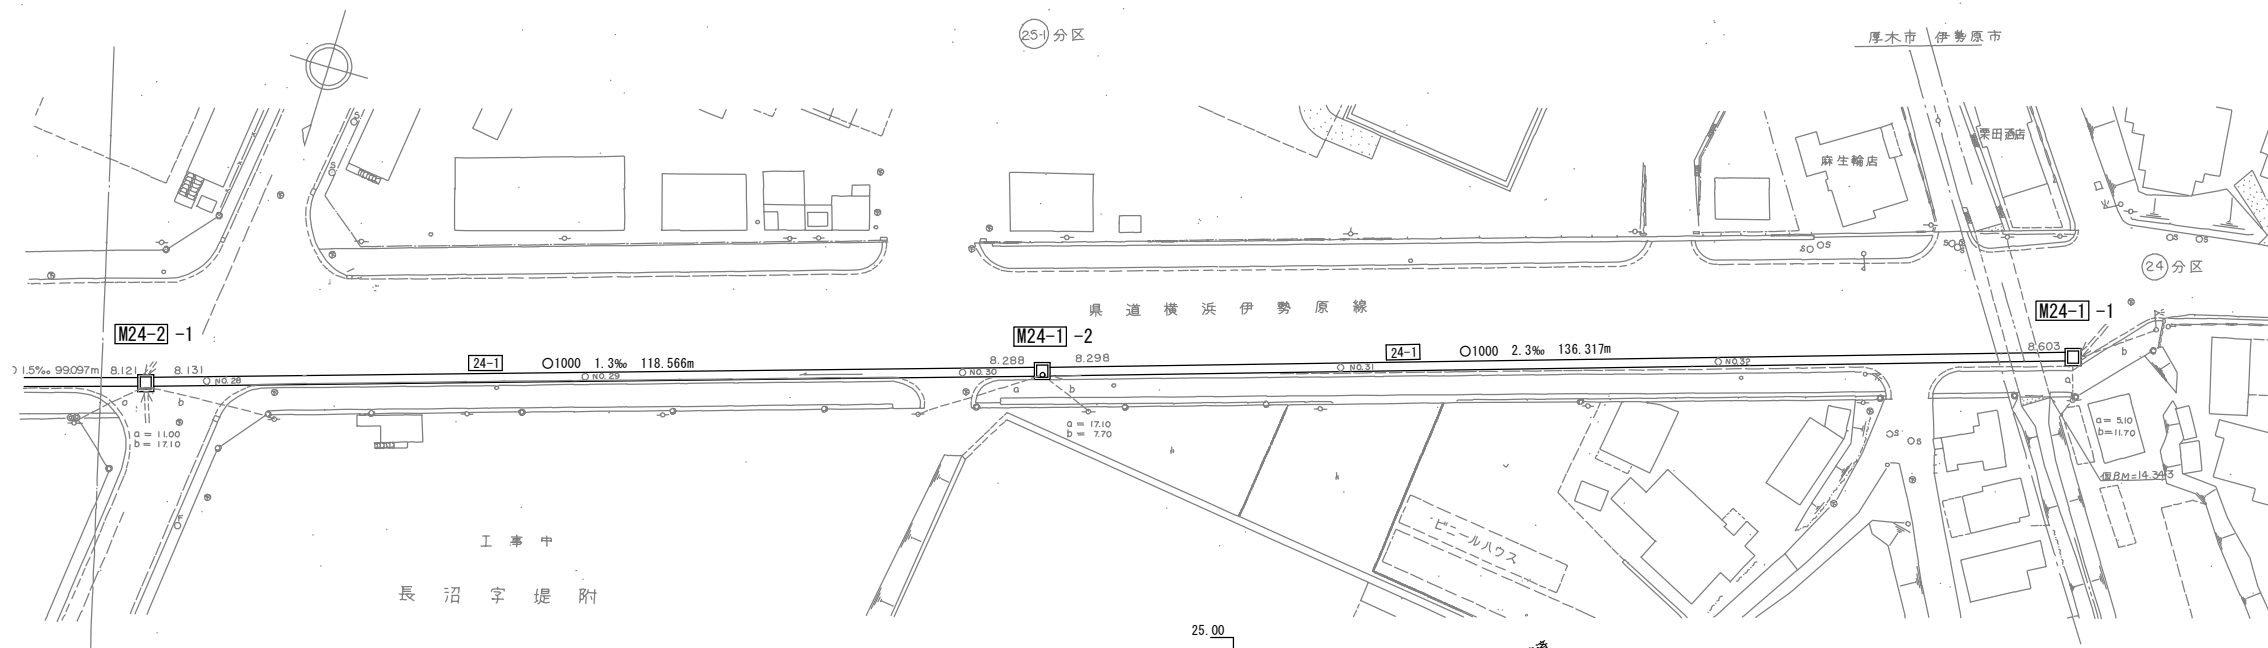 25-1 分区
厚木市 伊勢原市
栗田酒店
麻生輪店
S
S
S S
S
S
S S
24 分区
県道横浜伊勢原線
M24-2 -1
M24-1 -2
M24-1 -1
1.5‰ 99.097m 8.121 8.131
24-1 ○1000 1.3‰ 118.566m
8.288 8.298
24-1 ○1000 2.3‰ 136.317m
8.603
NO.28
NO.29
NO.30
NO.31
NO.32
a b
a = 11.00
b = 17.10
a b
a = 17.10
b = 7.70
a b
a = 5.10
b = 11.70
S
S
仮BM=14.343
F
工事中
長沼字堤附
ビニールハウス
25.00